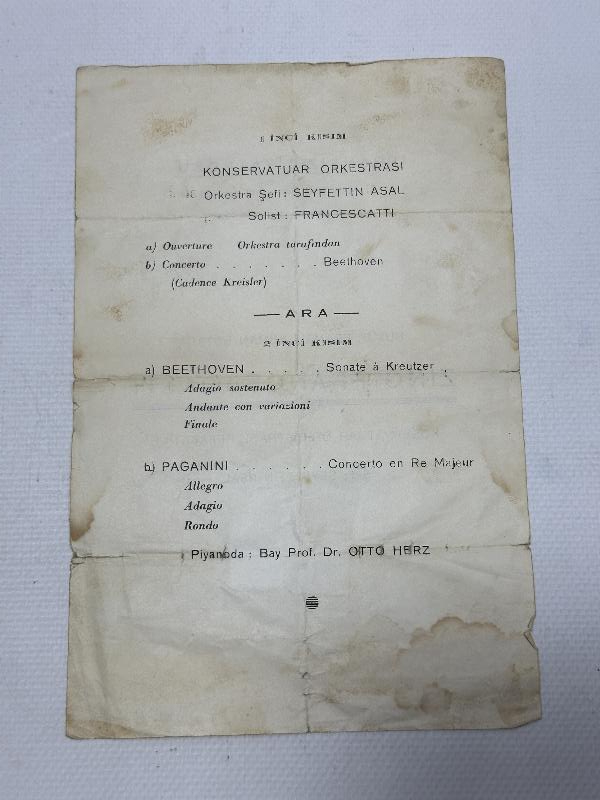 1 İNCİ KISIM
KONSERVATUAR ORKESTRASI
Orkestra Şefi : SEYFETTİN ASAL
Solist : FRANCESCATTI
a) Ouverture Orkestra tarafından
b) Concerto . . . . . . . Beethoven
(Cadence Kreisler)
— ARA —
2 İNCİ KISIM
a) BEETHOVEN . . . . . Sonate à Kreutzer
Adagio sostenuto
Andante con variazioni
Finale
b) PAGANINI . . . . . . Concerto en Re Majeur
Allegro
Adagio
Rondo
Piyanoda : Bay Prof. Dr. OTTO HERZ